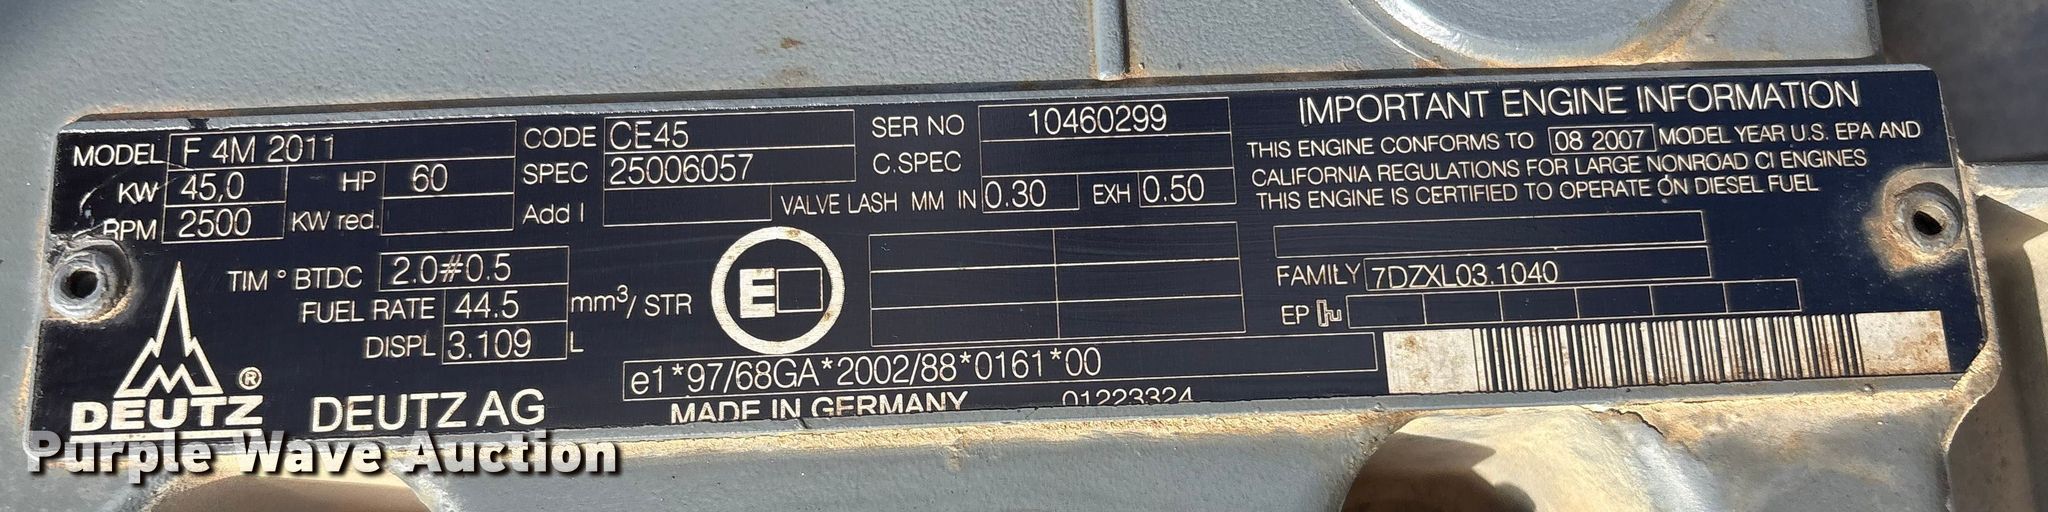 MODEL F 4M 2011 CODE CE45 SER NO 10460299
KW 45,0 HP 60 SPEC 25006057 C.SPEC
RPM 2500 KW red. Add I VALVE LASH MM IN 0.30 EXH 0.50
TIM ° BTDC 2.0#0.5
FUEL RATE 44.5 mm³/ STR
DISPL 3.109 L
E
e1*97/68GA*2002/88*0161*00
DEUTZ ® DEUTZ AG MADE IN GERMANY 01223324
IMPORTANT ENGINE INFORMATION
THIS ENGINE CONFORMS TO 08 2007 MODEL YEAR U.S. EPA AND
CALIFORNIA REGULATIONS FOR LARGE NONROAD CI ENGINES
THIS ENGINE IS CERTIFIED TO OPERATE ON DIESEL FUEL
FAMILY 7DZXL03.1040
EP
Purple Wave Auction